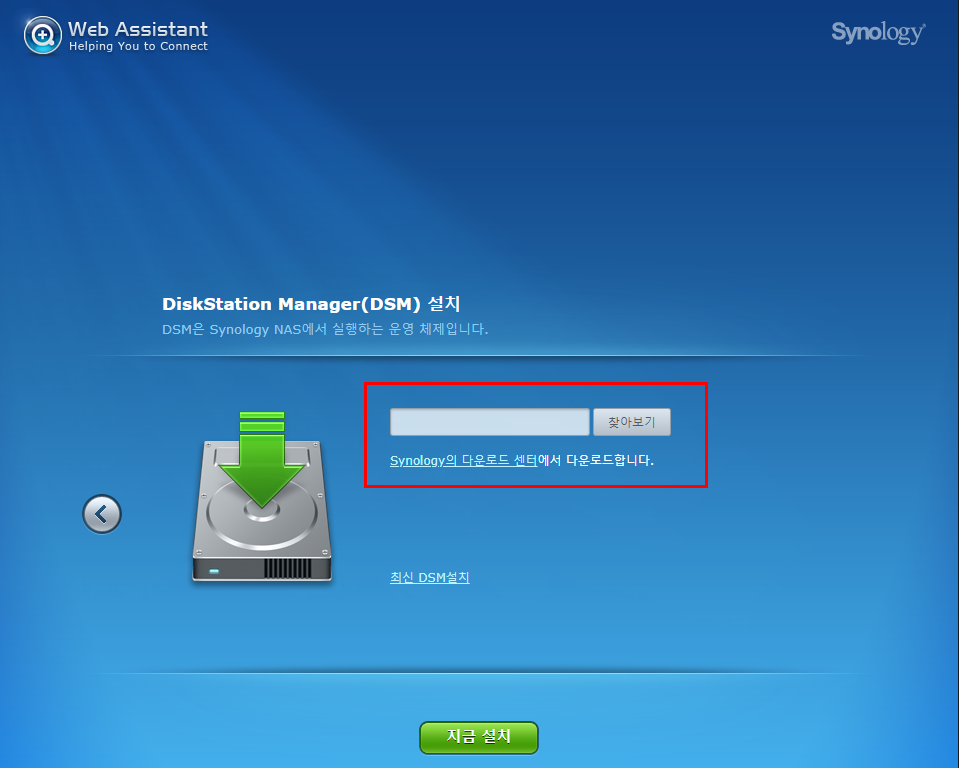 Web Assistant
Helping You to Connect
Synology
DiskStation Manager(DSM) 설치
DSM은 Synology NAS에서 실행하는 운영 체제입니다.
찾아보기
Synology의 다운로드 센터에서 다운로드합니다.
최신 DSM설치
지금 설치